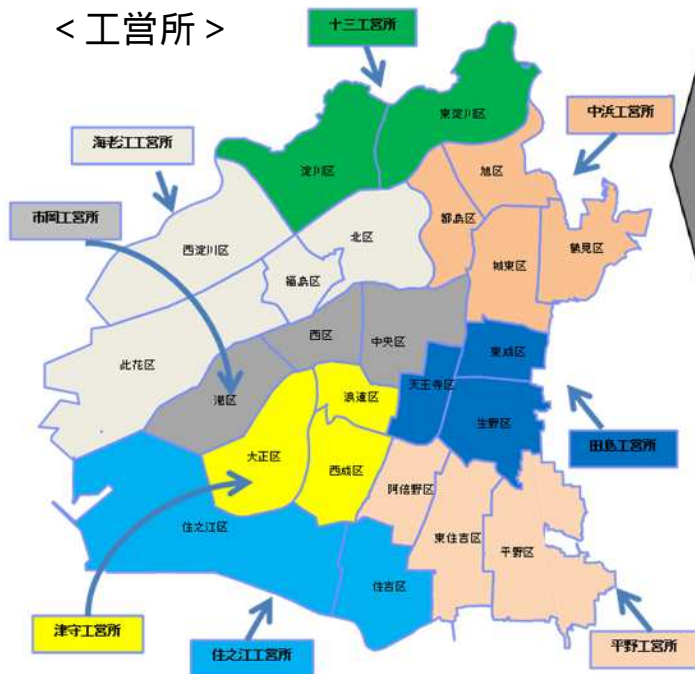 <工営所>
十三工営所
東淀川区
中浜工営所
海老江工営所
淀川区
旭区
市岡工営所
都島区
北区
西淀川区
城東区
鶴見区
福島区
西区
中央区
東成区
此花区
天王寺区
港区
浪速区
生野区
田島工営所
大正区
西成区
阿倍野区
住之江区
東住吉区
平野区
住吉区
津守工営所
住之江工営所
平野工営所